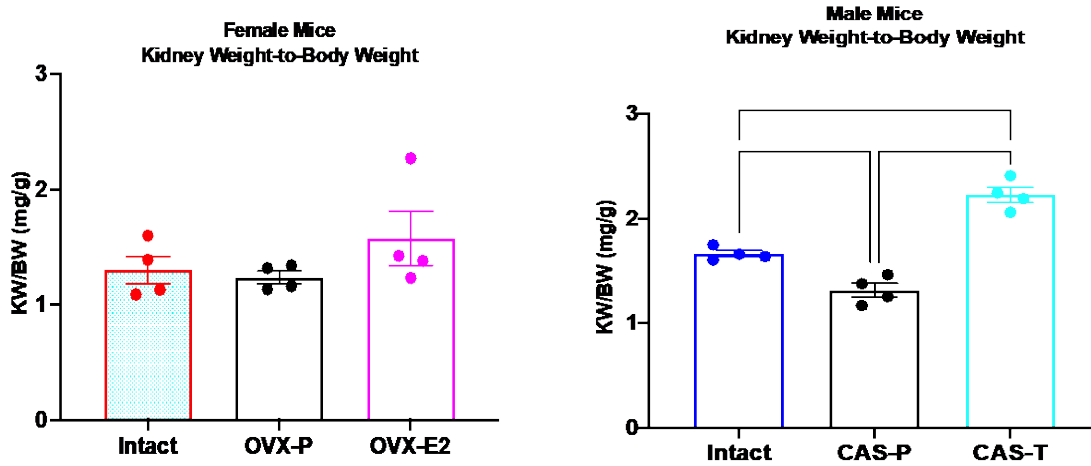 Female Mice
Kidney Weight-to-Body Weight
3
2
1
0
KW/BW (mg/g)
Intact
OVX-P
OVX-E2
Male Mice
Kidney Weight-to-Body Weight
3
2
1
0
KW/BW (mg/g)
Intact
CAS-P
CAS-T